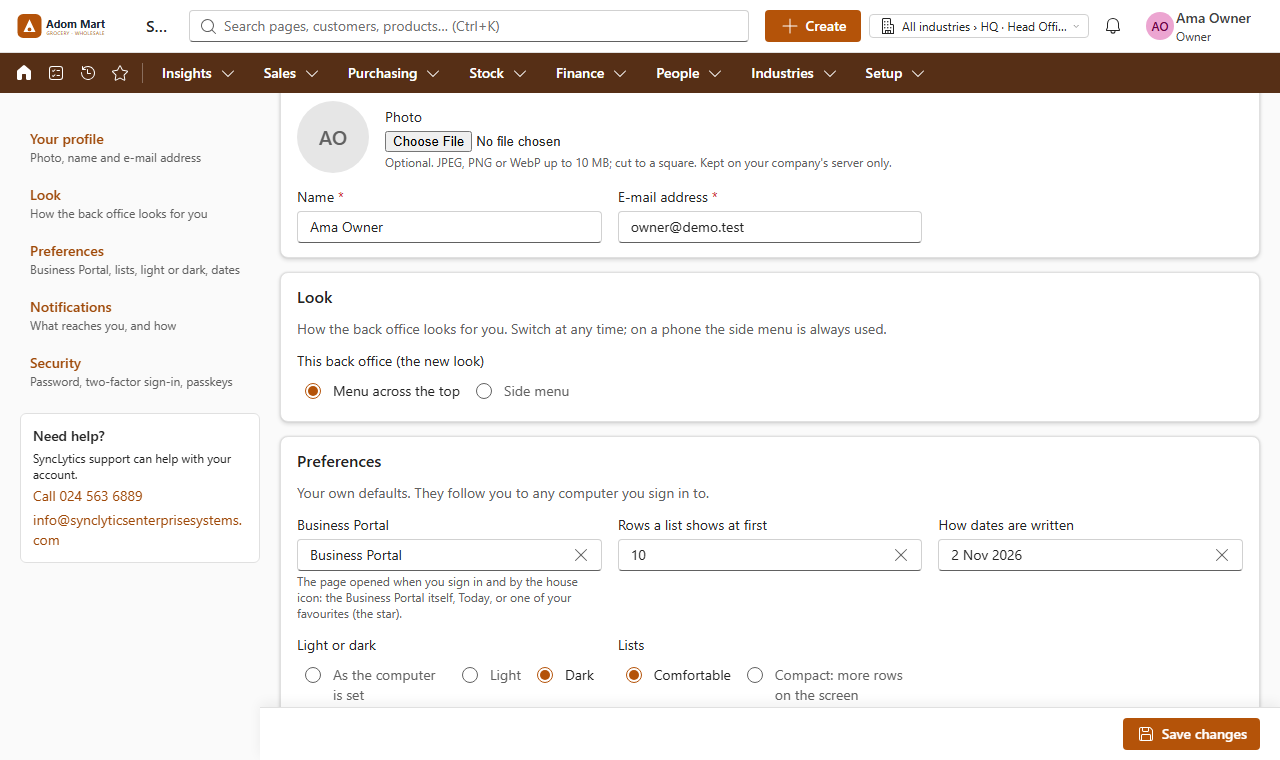 Adom Mart
GROCERY · WHOLESALE
S...
Search pages, customers, products... (Ctrl+K)
Create
All industries › HQ · Head Offi...
AO
Ama Owner
Owner
Insights
Sales
Purchasing
Stock
Finance
People
Industries
Setup
Your profile
Photo, name and e-mail address
Look
How the back office looks for you
Preferences
Business Portal, lists, light or dark, dates
Notifications
What reaches you, and how
Security
Password, two-factor sign-in, passkeys
Need help?
SyncLytics support can help with your
account.
Call 024 563 6889
info@synclyticsenterprisesystems.
com
AO
Photo
Choose File No file chosen
Optional. JPEG, PNG or WebP up to 10 MB; cut to a square. Kept on your company's server only.
Name *
E-mail address *
Ama Owner
owner@demo.test
Look
How the back office looks for you. Switch at any time; on a phone the side menu is always used.
This back office (the new look)
Menu across the top
Side menu
Preferences
Your own defaults. They follow you to any computer you sign in to.
Business Portal
Rows a list shows at first
How dates are written
Business Portal
10
2 Nov 2026
The page opened when you sign in and by the house
icon: the Business Portal itself, Today, or one of your
favourites (the star).
Light or dark
Lists
As the computer
is set
Light
Dark
Comfortable
Compact: more rows
on the screen
Save changes